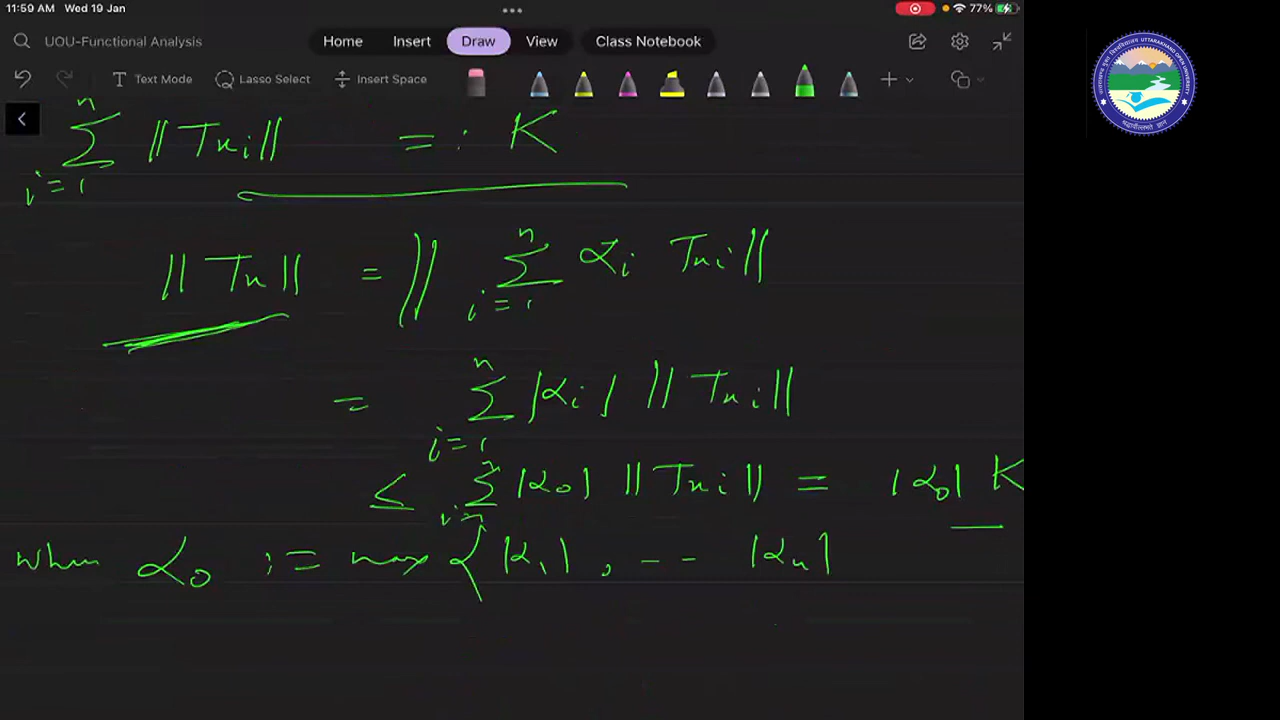 11:59 AM Wed 19 Jan
77%
UOU-Functional Analysis
Home Insert Draw View Class Notebook
Text Mode Lasso Select Insert Space
n
∑ ||Txi|| =: K
i=1
||Tx|| = || ∑_{i=1}^{n} αi Txi||
= ∑_{i=1}^{n} |αi| ||Txi||
≤ ∑_{i=1}^{n} |α0| ||Txi|| = |α0| K
when α0 := max { |α1|, -- |αn|